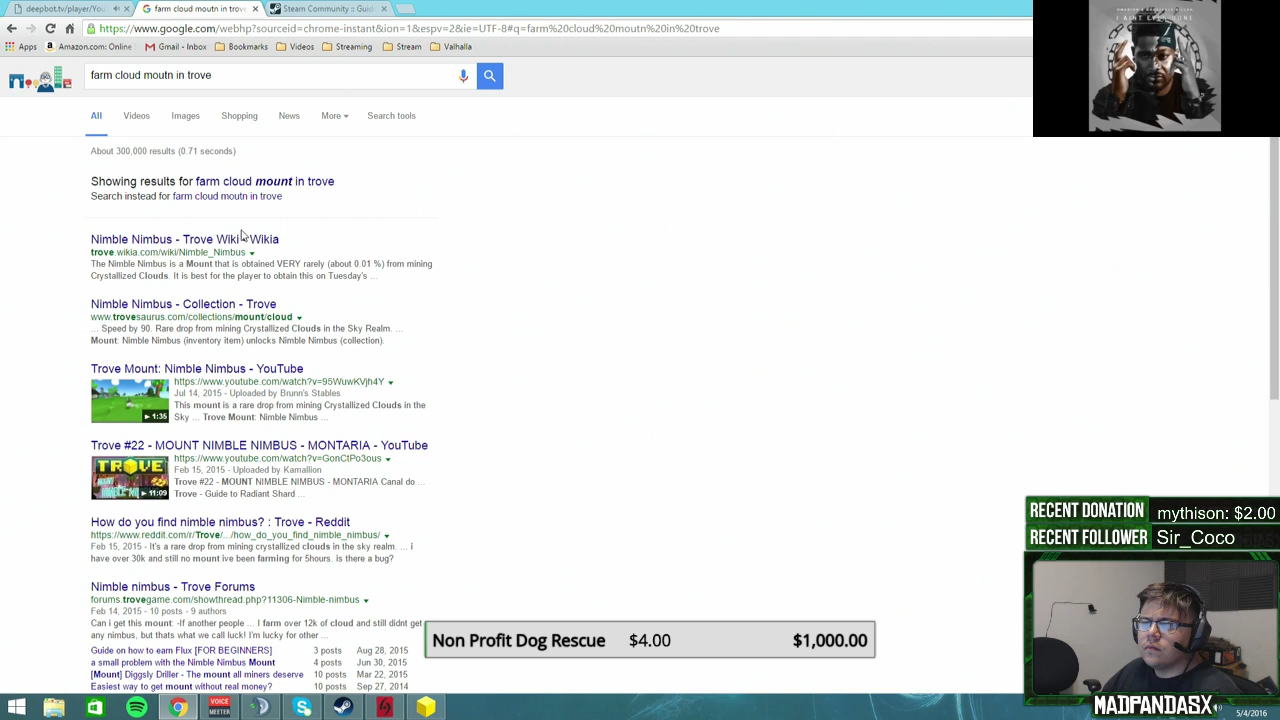 deepbot.tv/player/You
farm cloud mount in trove
Steam Community :: Guide
https://www.google.com/webhp?sourceid=chrome-instant&ion=1&espv=2&ie=UTF-8#q=farm%20cloud%20moutn%20in%20trove
Apps
Amazon.com: Online
Gmail - Inbox
Bookmarks
Videos
Streaming
Stream
Valhalla
I AINT EVEN DONE
farm cloud moutn in trove
All
Videos
Images
Shopping
News
More
Search tools
About 300,000 results (0.71 seconds)
Showing results for farm cloud mount in trove
Search instead for farm cloud moutn in trove
Nimble Nimbus - Trove Wiki - Wikia
trove.wikia.com/wiki/Nimble_Nimbus
The Nimble Nimbus is a Mount that is obtained VERY rarely (about 0.01 %) from mining
Crystallized Clouds. It is best for the player to obtain this on Tuesday's ...
Nimble Nimbus - Collection - Trove
www.trovesaurus.com/collections/mount/cloud
... Speed by 90. Rare drop from mining Crystallized Clouds in the Sky Realm. ...
Mount: Nimble Nimbus (inventory item) unlocks Nimble Nimbus (collection).
Trove Mount: Nimble Nimbus - YouTube
https://www.youtube.com/watch?v=95WuwKVjh4Y
Jul 14, 2015 - Uploaded by Brunn's Stables
This mount is a rare drop from mining Crystallized Clouds in the
Sky ... Trove Mount: Nimble Nimbus ...
1:35
Trove #22 - MOUNT NIMBLE NIMBUS - MONTARIA - YouTube
https://www.youtube.com/watch?v=GonCtPo3ous
Feb 15, 2015 - Uploaded by Kamallion
Trove #22 - MOUNT NIMBLE NIMBUS - MONTARIA Canal do ...
Trove - Guide to Radiant Shard ...
TROVE
11:09
How do you find nimble nimbus? : Trove - Reddit
https://www.reddit.com/r/Trove/.../how_do_you_find_nimble_nimbus/
Feb 15, 2015 - It's a rare drop from mining crystallized clouds in the sky realm. ... i
have over 30k and still no mount ive been farming for 5hours. is there a bug?
Nimble nimbus - Trove Forums
forums.trovegame.com/showthread.php?11306-Nimble-nimbus
Feb 14, 2015 - 10 posts - 9 authors
Can i get this mount: -If another people ... I farm over 12k of cloud and still didnt get
any nimbus, but thats what we call luck! I'm lucky for other ...
Guide on how to earn Flux [FOR BEGINNERS] 3 posts Aug 28, 2015
a small problem with the Nimble Nimbus Mount 4 posts Jun 30, 2015
[Mount] Diggsly Driller - The mount all miners deserve 10 posts Mar 22, 2015
Easiest way to get mount without real money? 10 posts Sep 27, 2014
Non Profit Dog Rescue $4.00 $1,000.00
RECENT DONATION mythison: $2.00
RECENT FOLLOWER Sir_Coco
MADPANDASX
VOICE
MEETER
5/4/2016